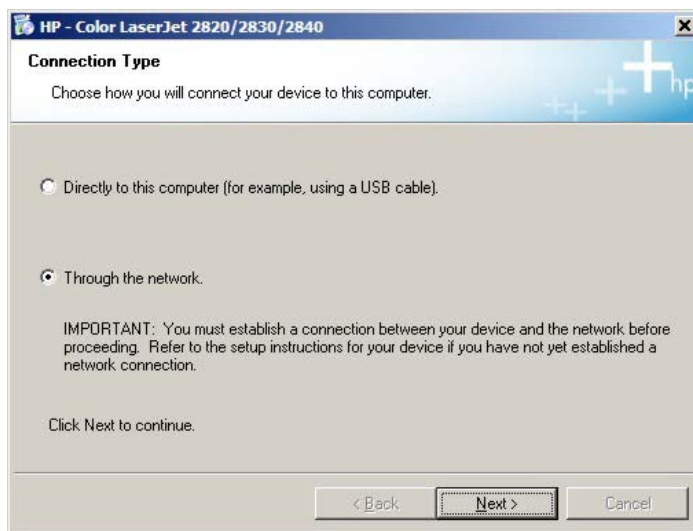 HP - Color LaserJet 2820/2830/2840
Connection Type
Choose how you will connect your device to this computer.
hp
Directly to this computer (for example, using a USB cable).
Through the network.
IMPORTANT: You must establish a connection between your device and the network before
proceeding. Refer to the setup instructions for your device if you have not yet established a
network connection.
Click Next to continue.
< Back
Next >
Cancel